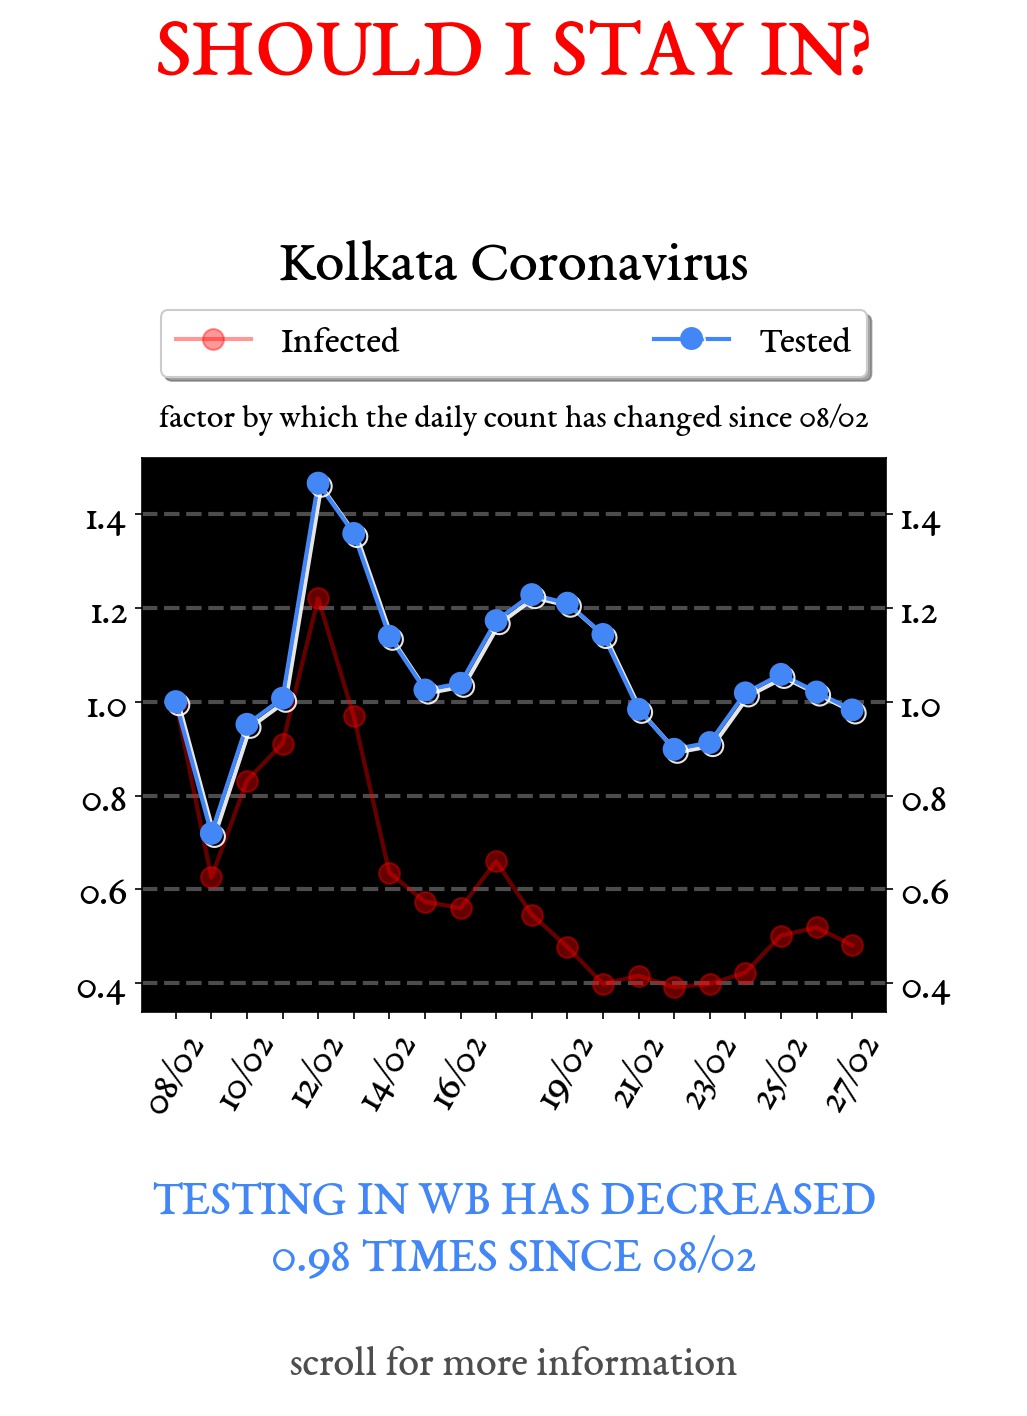 SHOULD I STAY IN?
Kolkata Coronavirus
Infected Tested
factor by which the daily count has changed since 08/02
1.4 1.4
1.2 1.2
1.0 1.0
0.8 0.8
0.6 0.6
0.4 0.4
08/02 10/02 12/02 14/02 16/02 19/02 21/02 23/02 25/02 27/02
TESTING IN WB HAS DECREASED
0.98 TIMES SINCE 08/02
scroll for more information